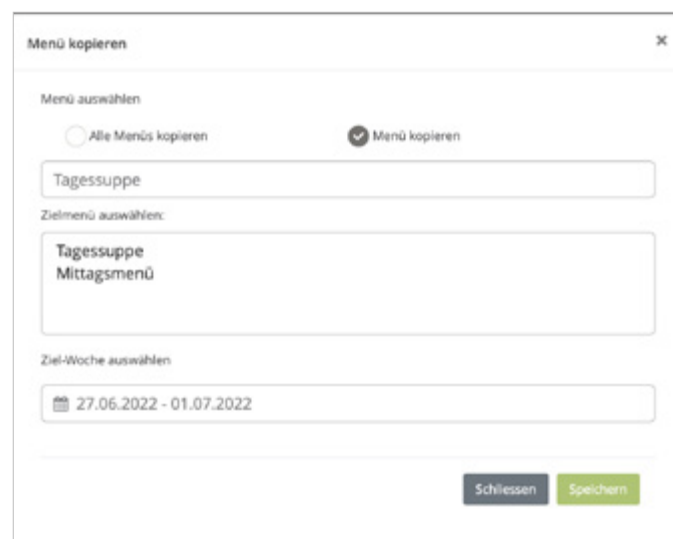 Menü kopieren
×
Menü auswählen
Alle Menüs kopieren
Menü kopieren
Tagessuppe
Zielmenü auswählen:
Tagessuppe
Mittagsmenü
Ziel-Woche auswählen
27.06.2022 - 01.07.2022
Schliessen
Speichern